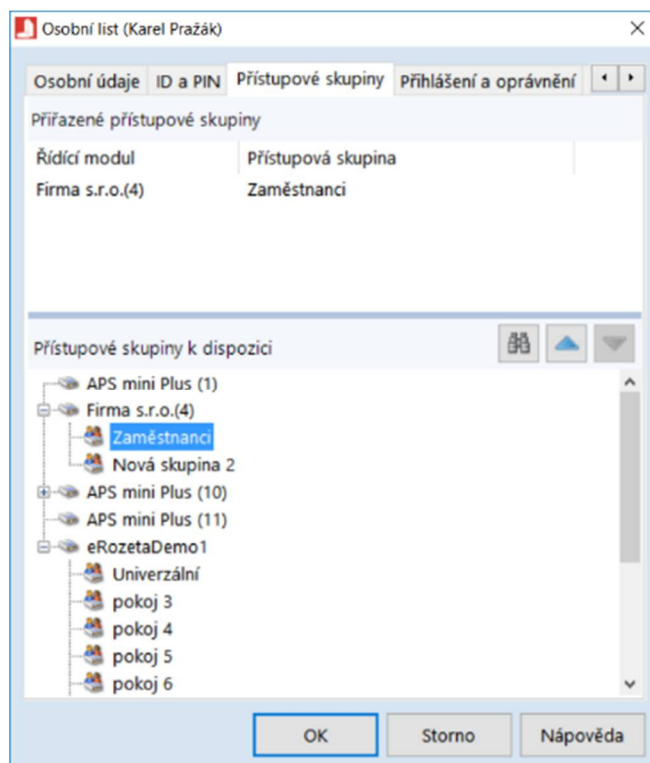 Osobní list (Karel Pražák)
Osobní údaje ID a PIN Přístupové skupiny Přihlášení a oprávnění
Přiřazené přístupové skupiny
Řídící modul Přístupová skupina
Firma s.r.o.(4) Zaměstnanci
Přístupové skupiny k dispozici
APS mini Plus (1)
Firma s.r.o.(4)
Zaměstnanci
Nová skupina 2
APS mini Plus (10)
APS mini Plus (11)
eRozetaDemo1
Univerzální
pokoj 3
pokoj 4
pokoj 5
pokoj 6
OK Storno Nápověda